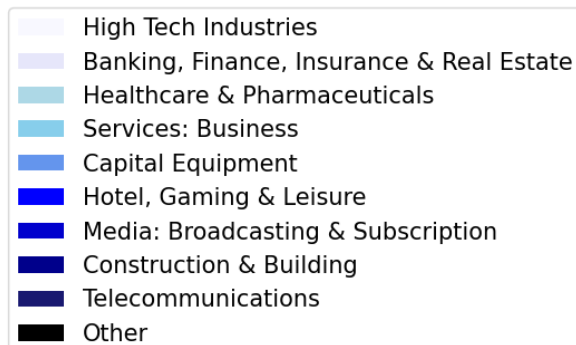 High Tech Industries
Banking, Finance, Insurance & Real Estate
Healthcare & Pharmaceuticals
Services: Business
Capital Equipment
Hotel, Gaming & Leisure
Media: Broadcasting & Subscription
Construction & Building
Telecommunications
Other